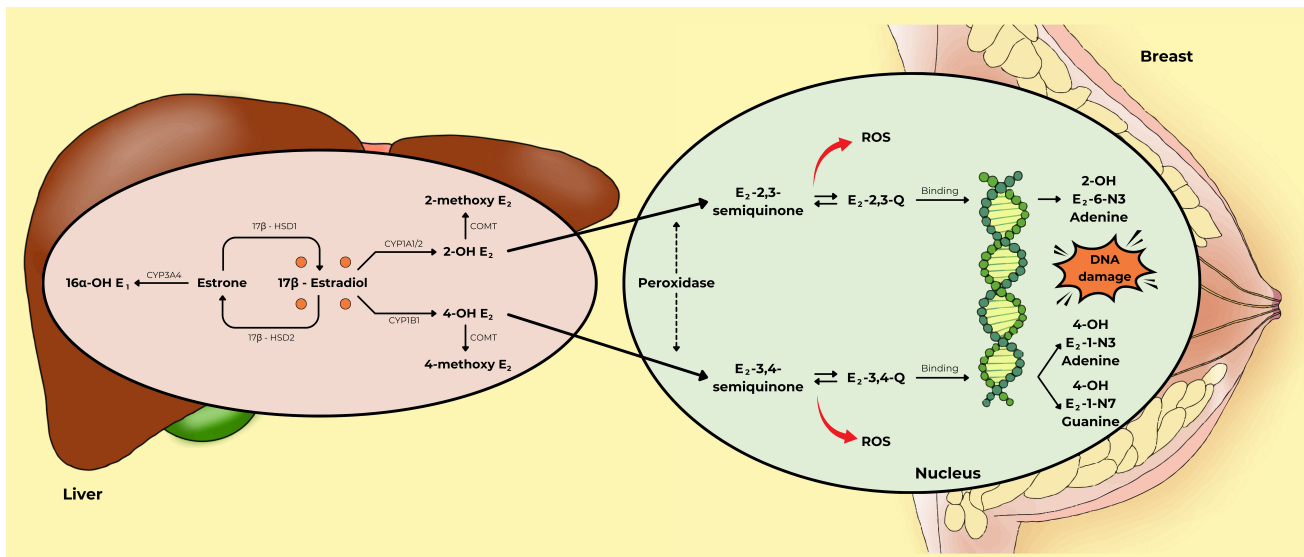 Breast
Liver
2-methoxy E₂
COMT
17β - HSD1
CYP1A1/2
2-OH E₂
16α-OH E₁
CYP3A4
Estrone
17β - Estradiol
CYP1B1
4-OH E₂
17β - HSD2
COMT
4-methoxy E₂
ROS
E₂-2,3-
semiquinone
E₂-2,3-Q
Binding
2-OH
E₂-6-N3
Adenine
Peroxidase
DNA
damage
E₂-3,4-
semiquinone
E₂-3,4-Q
Binding
4-OH
E₂-1-N3
Adenine
4-OH
E₂-1-N7
Guanine
ROS
Nucleus